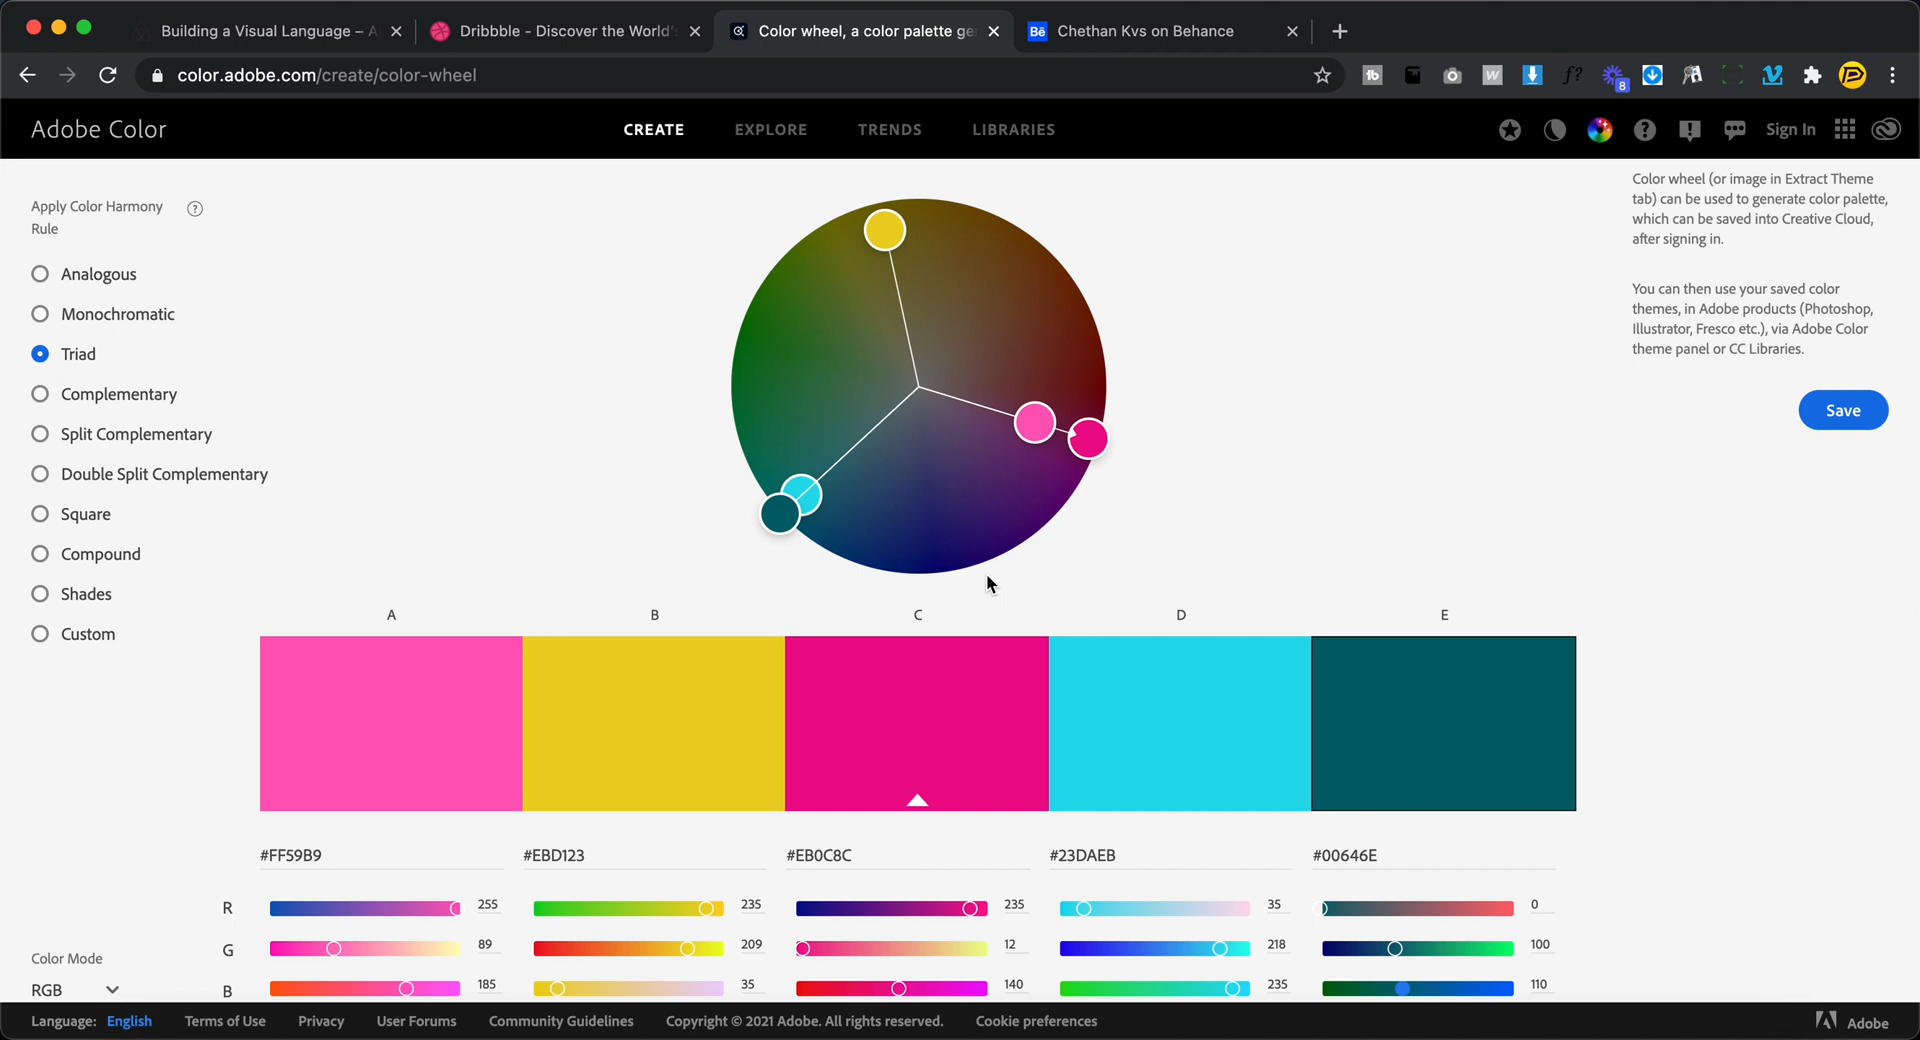 Building a Visual Language – A
Dribbble - Discover the World's
Color wheel, a color palette ge
Bē Chethan Kvs on Behance
color.adobe.com/create/color-wheel
8
Adobe Color
CREATE
EXPLORE
TRENDS
LIBRARIES
Sign In
Apply Color Harmony
Rule
Analogous
Monochromatic
Triad
Complementary
Split Complementary
Double Split Complementary
Square
Compound
Shades
Custom
Color wheel (or image in Extract Theme
tab) can be used to generate color palette,
which can be saved into Creative Cloud,
after signing in.
You can then use your saved color
themes, in Adobe products (Photoshop,
Illustrator, Fresco etc.), via Adobe Color
theme panel or CC Libraries.
Save
A B C D E
#FF59B9 #EBD123 #EB0C8C #23DAEB #00646E
R 255 235 235 35 0
G 89 209 12 218 100
B 185 35 140 235 110
Color Mode
RGB
Language: English Terms of Use Privacy User Forums Community Guidelines Copyright © 2021 Adobe. All rights reserved. Cookie preferences Adobe